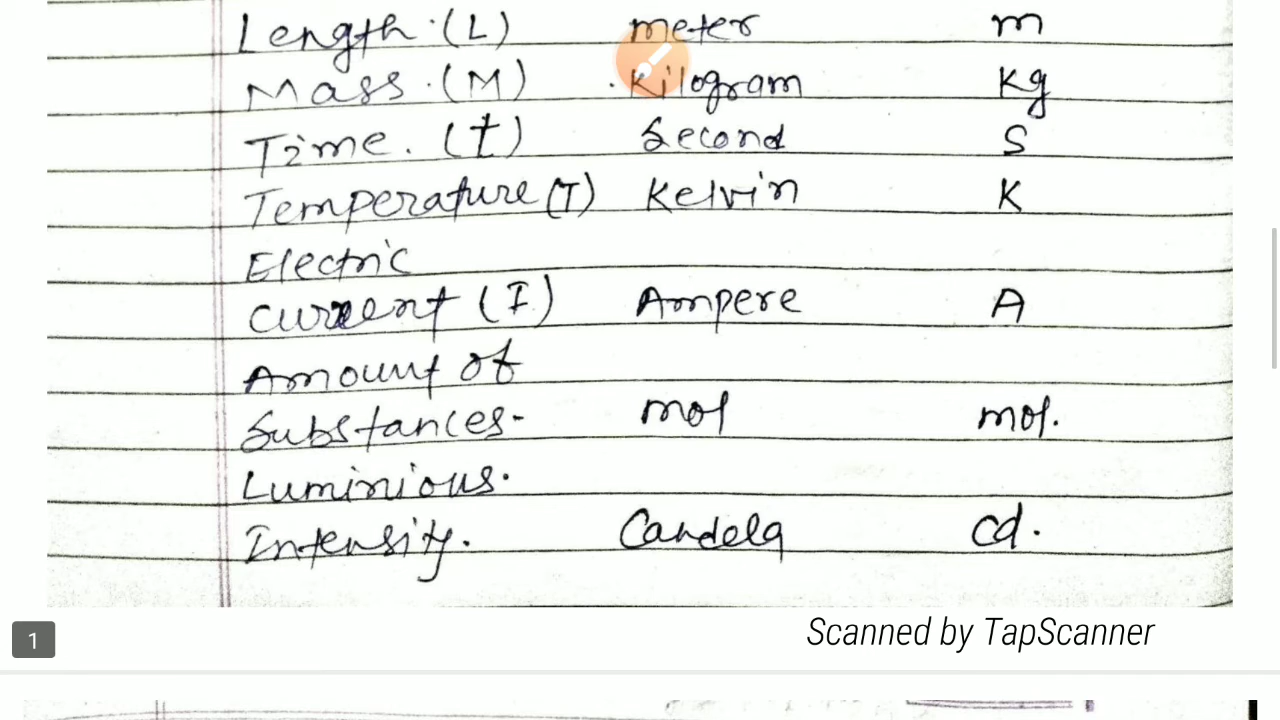 Length. (L) meter m
Mass. (M) . Kilogram Kg
Time. (t) Second S
Temperature (T) Kelvin K
Electric
current (I) Ampere A
Amount of
Substances- mol mol.
Luminious.
Intensity. Candela cd.
Scanned by TapScanner
1